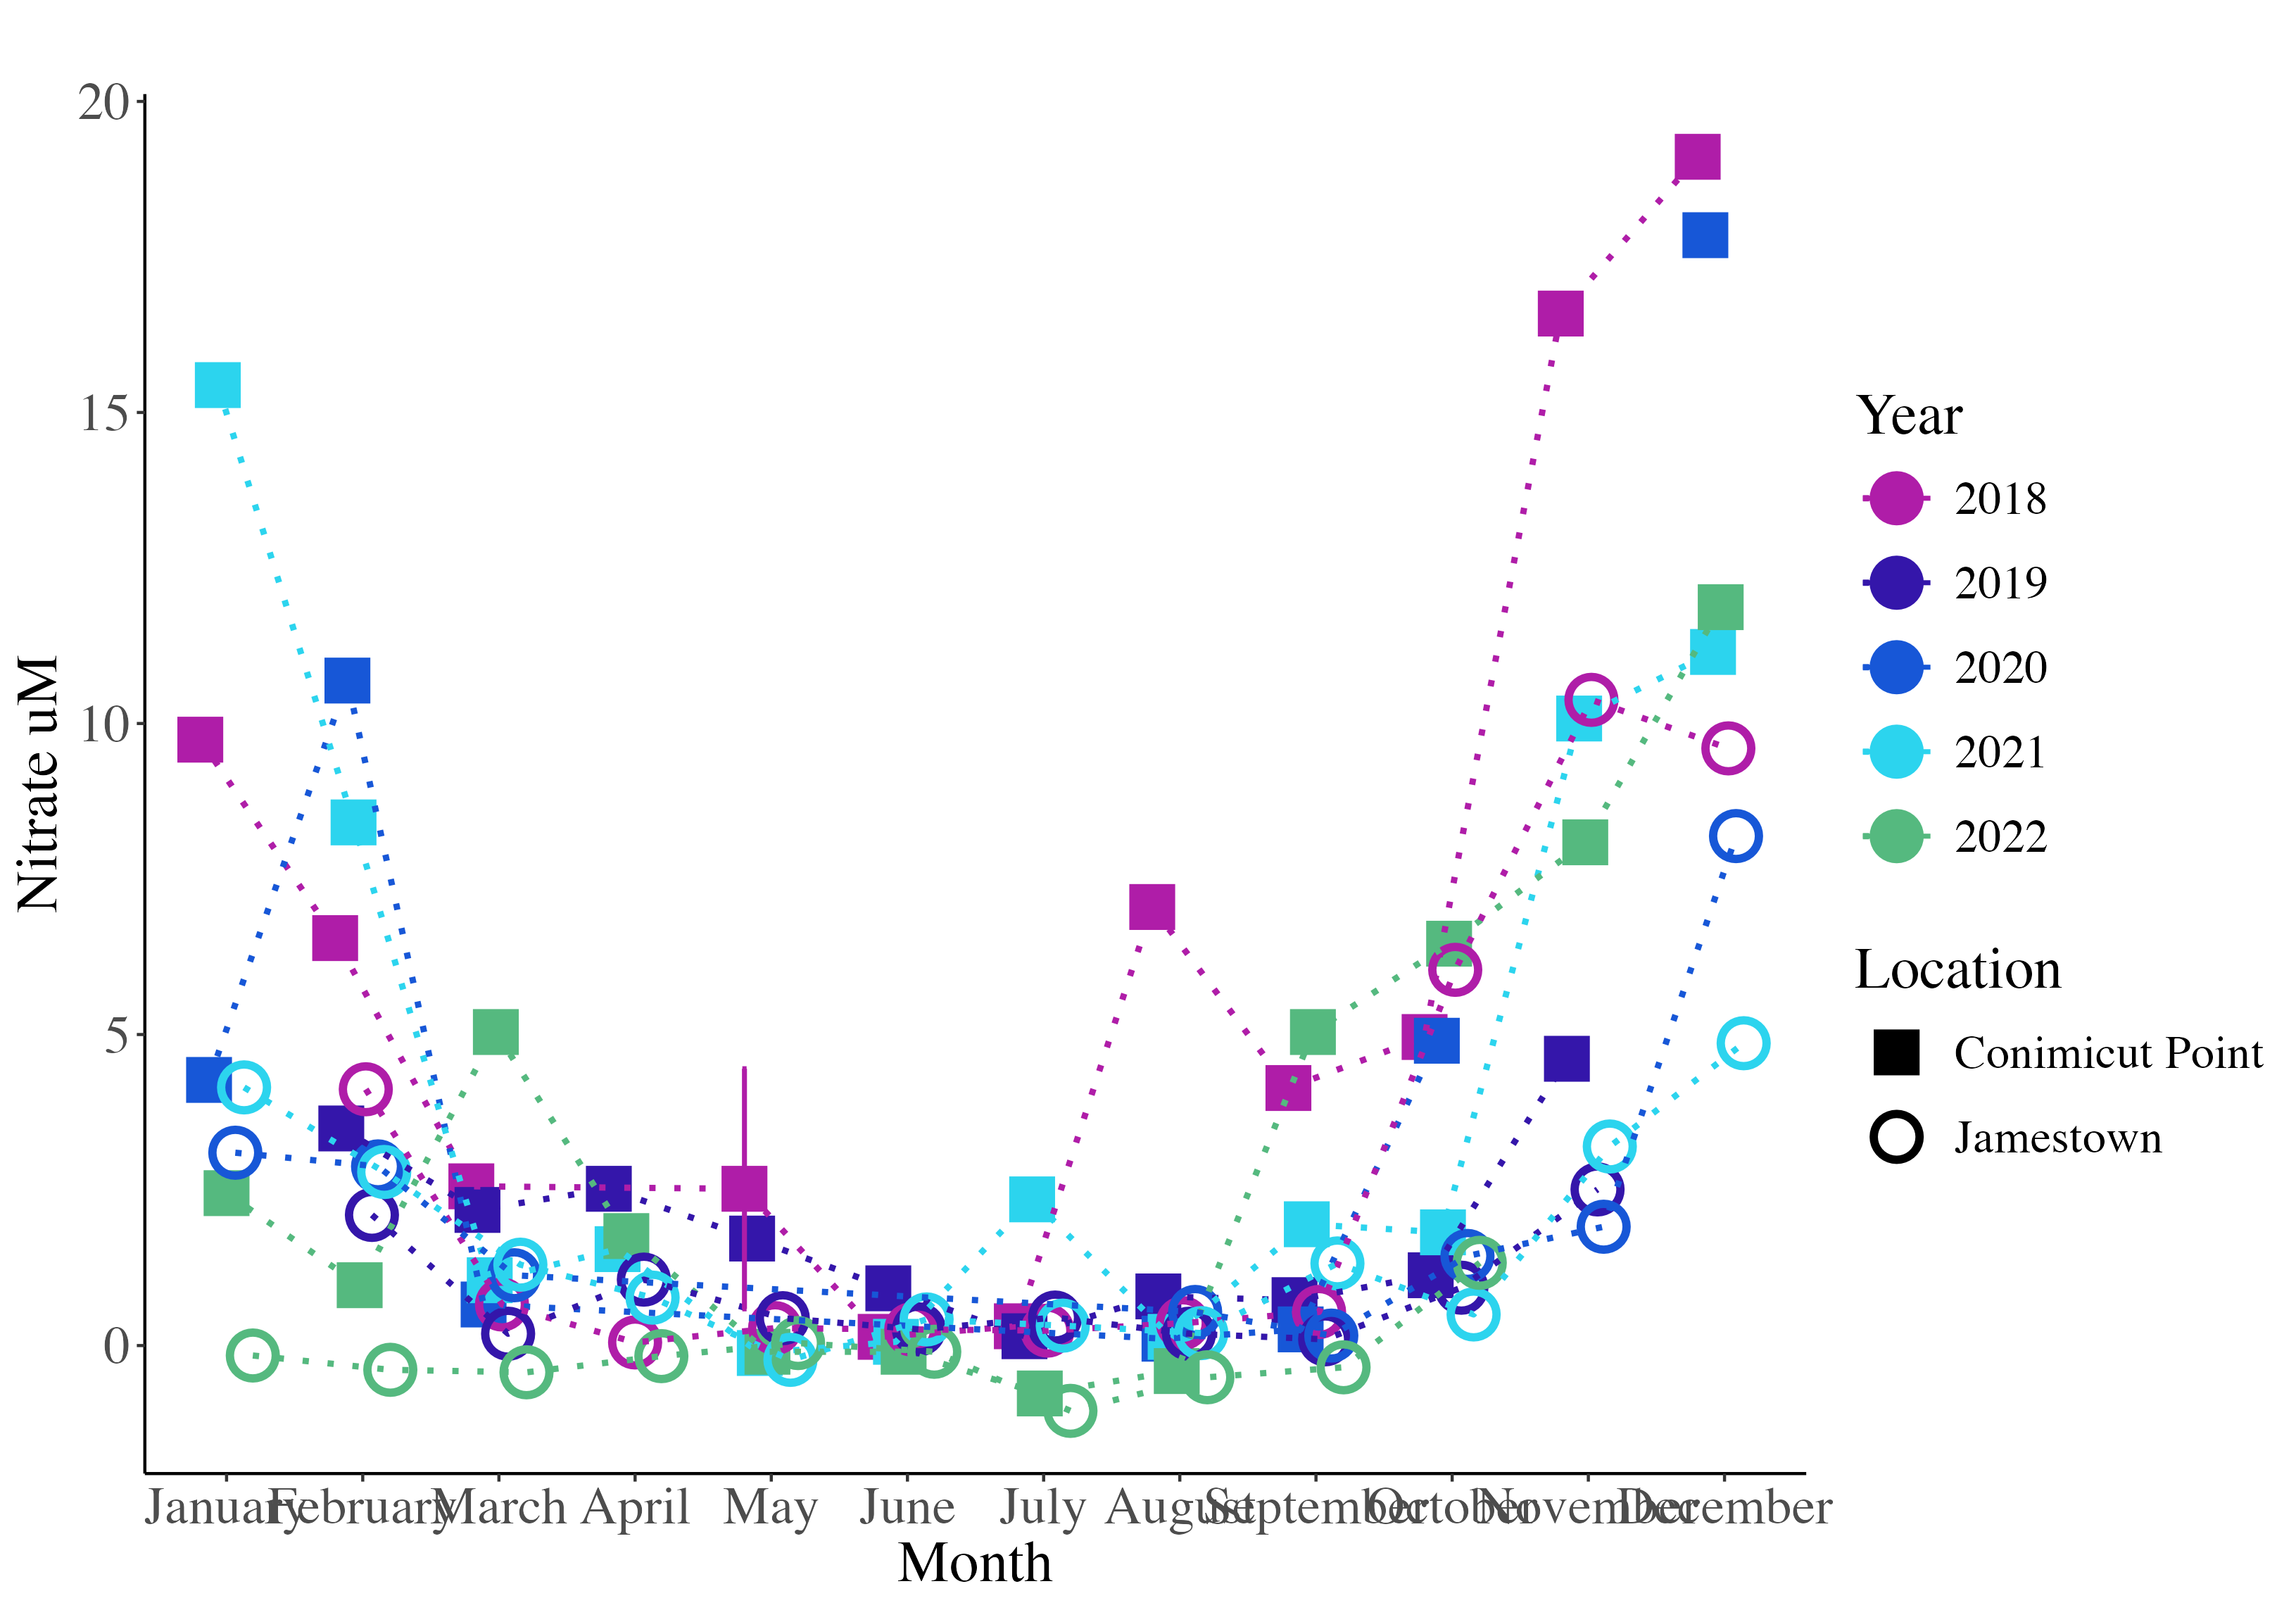 20
15
10
5
0
Nitrate uM
January
February
March
April
May
June
July
August
September
October
November
December
Month
Year
2018
2019
2020
2021
2022
Location
Conimicut Point
Jamestown